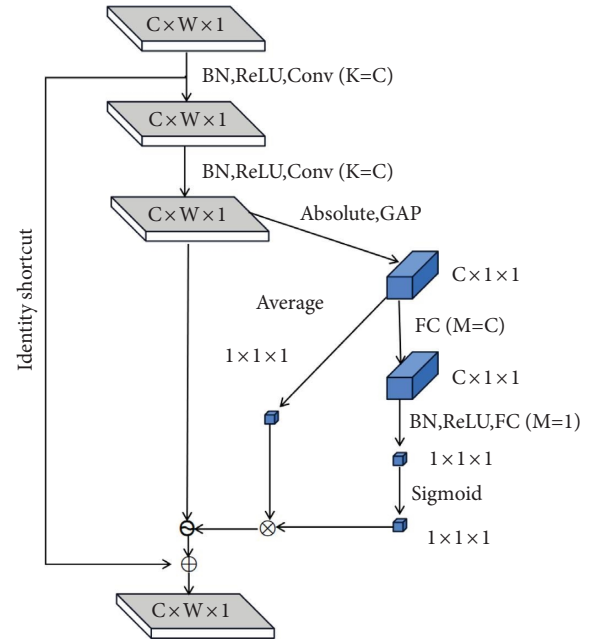 C×W×1
BN,ReLU,Conv (K=C)
C×W×1
BN,ReLU,Conv (K=C)
C×W×1
Absolute,GAP
Identity shortcut
C×1×1
Average
FC (M=C)
1×1×1
C×1×1
BN,ReLU,FC (M=1)
1×1×1
Sigmoid
1×1×1
C×W×1